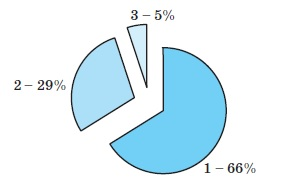 3 – 5%
2 – 29%
1 – 66%